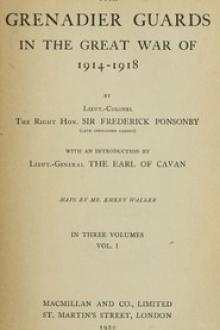 GRENADIER GUARDS
IN THE GREAT WAR OF
1914-1918
BY
LIEUT.-COLONEL
THE RIGHT HON. SIR FREDERICK PONSONBY
(LATE GRENADIER GUARDS)
WITH AN INTRODUCTION BY
LIEUT.-GENERAL THE EARL OF CAVAN
MAPS BY MR. EMERY WALKER
IN THREE VOLUMES
VOL. I
MACMILLAN AND CO., LIMITED
ST. MARTIN'S STREET, LONDON
1920